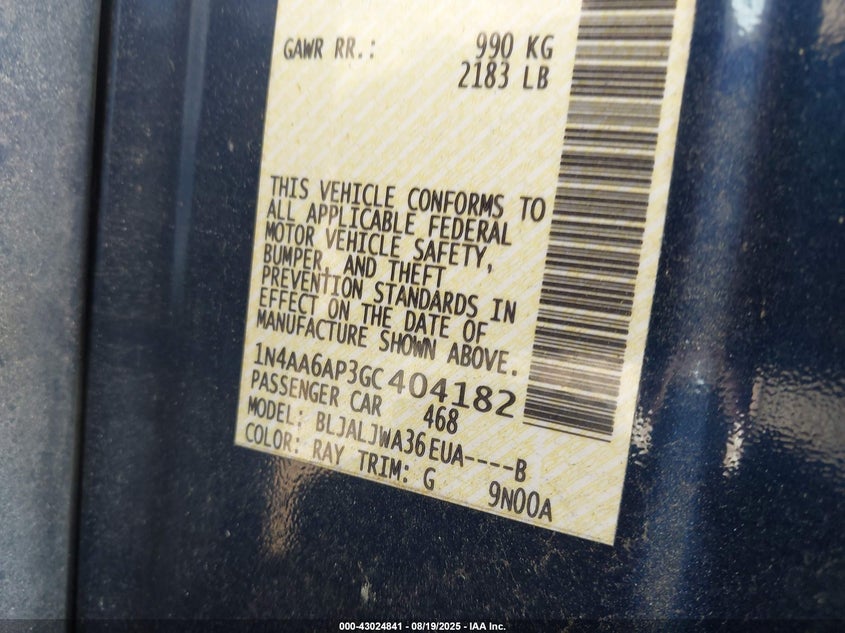 GAWR RR.: 990 KG
2183 LB
THIS VEHICLE CONFORMS TO
ALL APPLICABLE FEDERAL
MOTOR VEHICLE SAFETY,
BUMPER, AND THEFT
PREVENTION STANDARDS IN
EFFECT ON THE DATE OF
MANUFACTURE SHOWN ABOVE.
1N4AA6AP3GC404182
PASSENGER CAR 468
MODEL: BLJALJWA36EUA----B
COLOR: RAY TRIM: G 9N00A
000-43024841 - 08/19/2025 - IAA Inc.